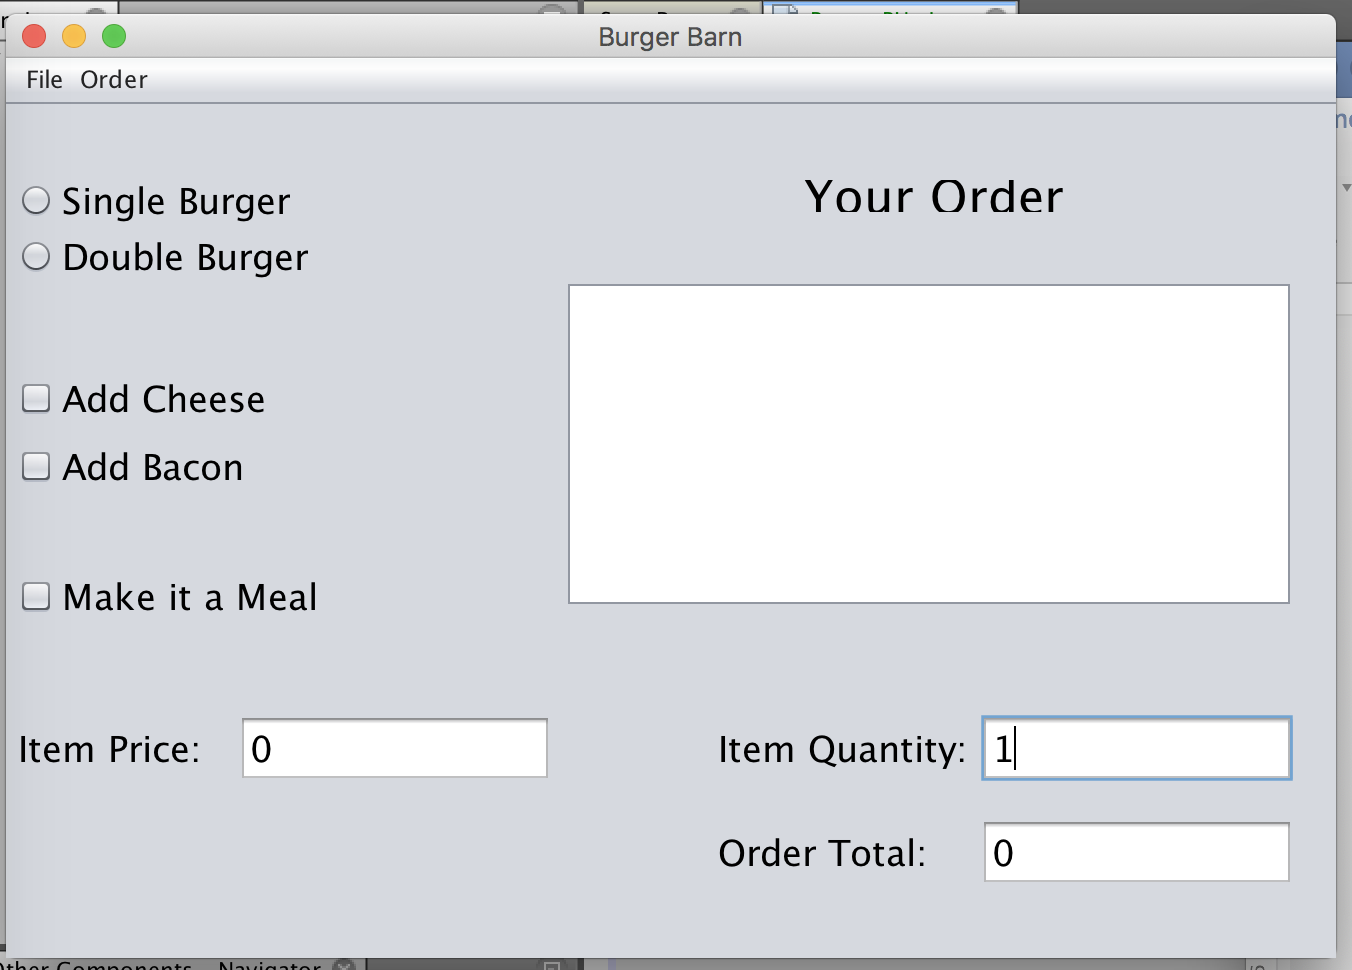 Burger Barn
File Order
Single Burger
Double Burger
Add Cheese
Add Bacon
Make it a Meal
Item Price: 0
Your Order
Item Quantity: 1
Order Total: 0
Navigator